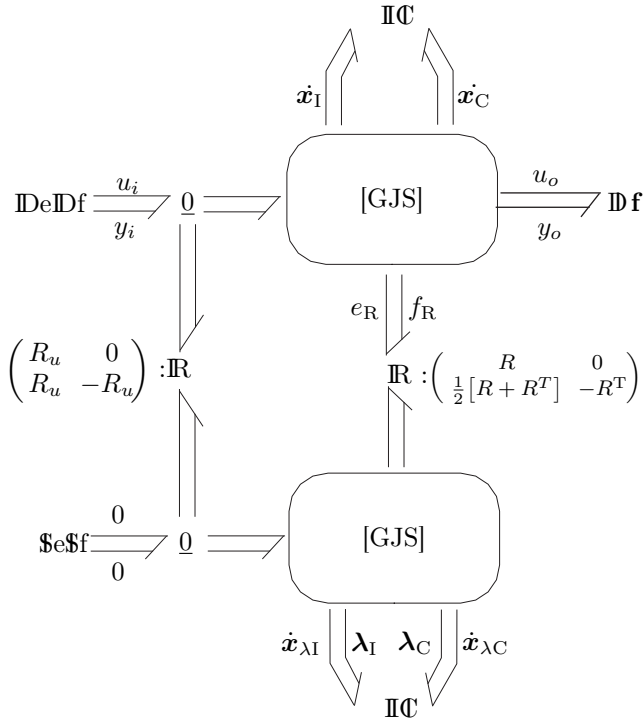 𝕀ℂ
ẋ_I ẋ_C
𝔻e𝔻f u_i 0 [GJS] u_o 𝔻f
y_i y_o
e_R f_R
( R_u 0 ; R_u −R_u ) :ℝ
ℝ :( R 0 ; ½[R + R^T] −R^T )
0
$e$f 0 [GJS]
0
ẋ_λI λ_I λ_C ẋ_λC
𝕀ℂ